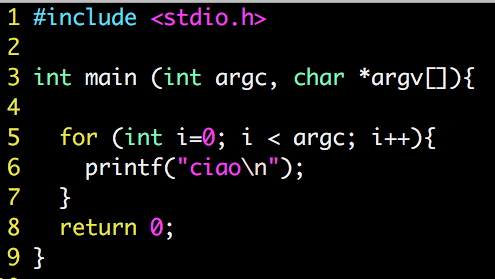 1 #include <stdio.h>
2
3 int main (int argc, char *argv[]){
4
5   for (int i=0; i < argc; i++){
6     printf("ciao\n");
7   }
8   return 0;
9 }